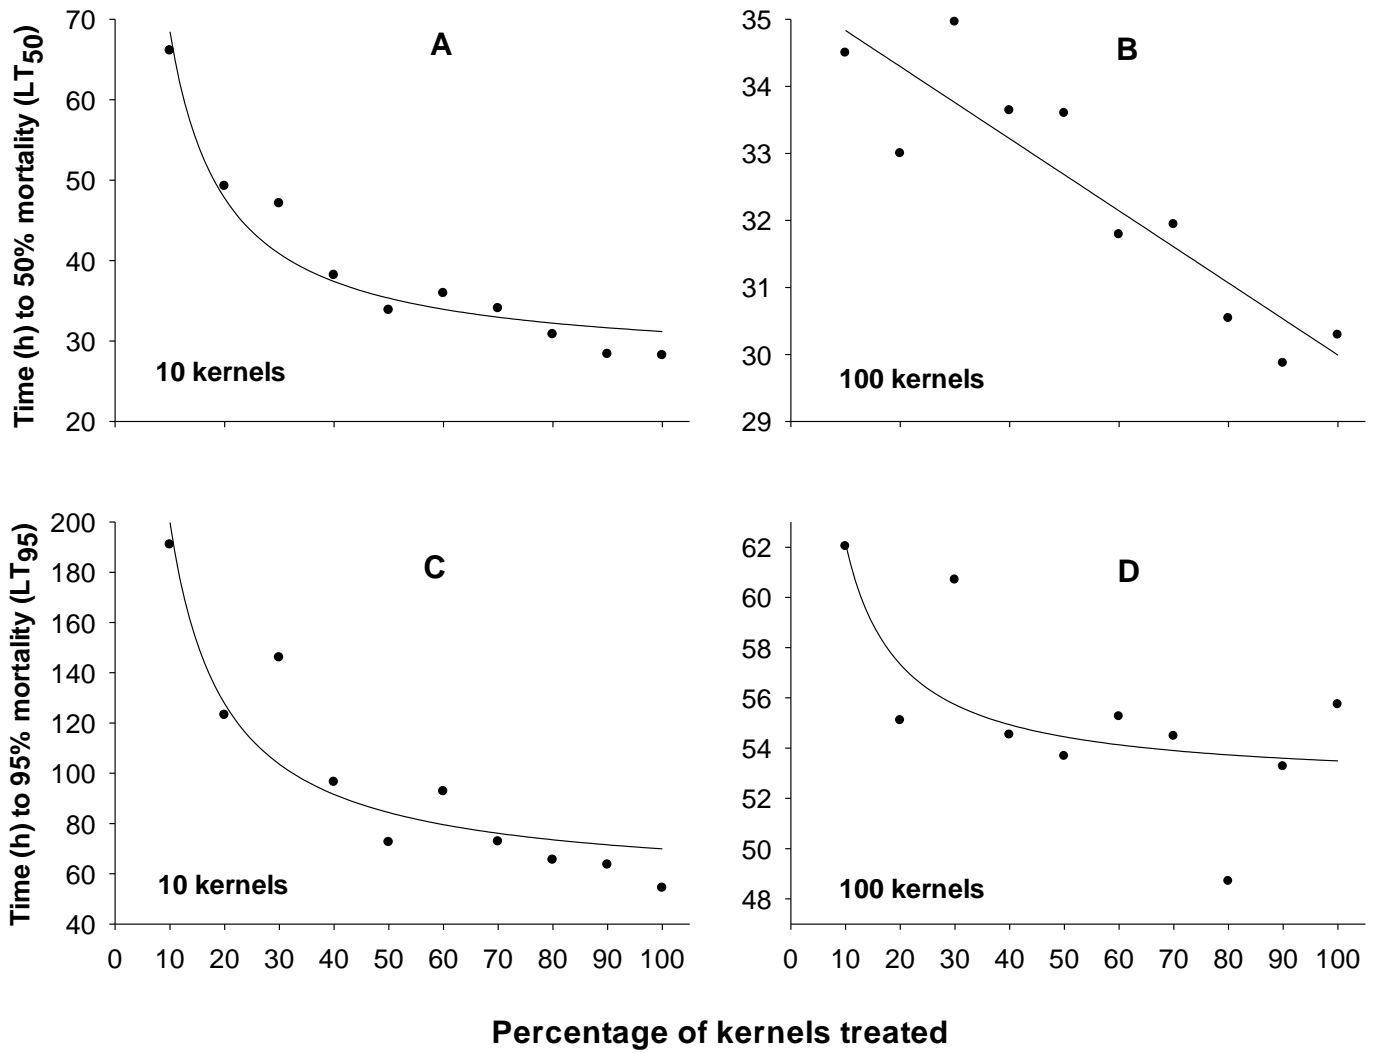 Time (h) to 50% mortality (LT50)
70
60
50
40
30
20
A
10 kernels
35
34
33
32
31
30
29
B
100 kernels
Time (h) to 95% mortality (LT95)
200
180
160
140
120
100
80
60
40
C
10 kernels
0 10 20 30 40 50 60 70 80 90 100
62
60
58
56
54
52
50
48
D
100 kernels
0 10 20 30 40 50 60 70 80 90 100
Percentage of kernels treated